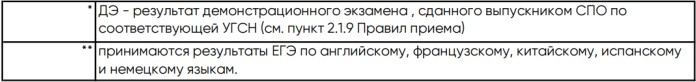 * ДЭ - результат демонстрационного экзамена , сданного выпускником СПО по
соответствующей УГСН (см. пункт 2.1.9 Правил приема)
** принимаются результаты ЕГЭ по английскому, французскому, китайскому, испанскому
и немецкому языкам.